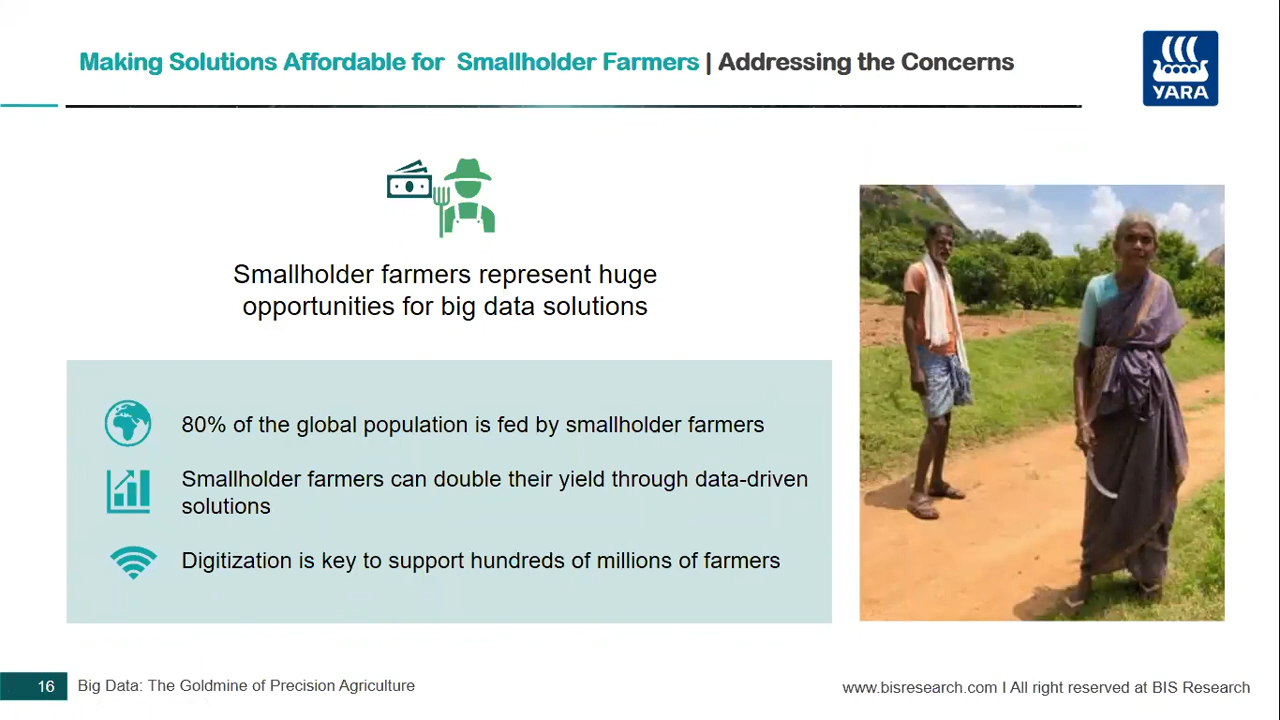 Making Solutions Affordable for Smallholder Farmers | Addressing the Concerns
YARA
Smallholder farmers represent huge
opportunities for big data solutions
80% of the global population is fed by smallholder farmers
Smallholder farmers can double their yield through data-driven
solutions
Digitization is key to support hundreds of millions of farmers
16 Big Data: The Goldmine of Precision Agriculture
www.bisresearch.com I All right reserved at BIS Research